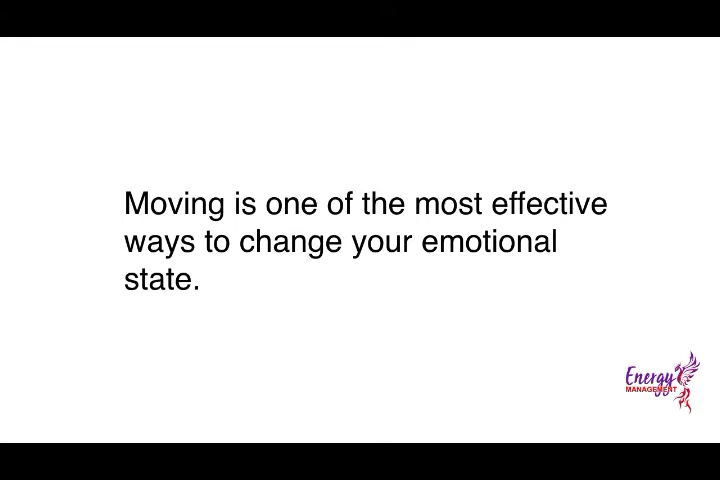 Moving is one of the most effective
ways to change your emotional
state.
Energy
MANAGEMENT